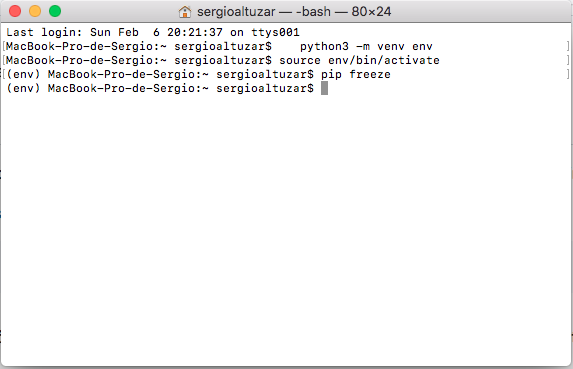 sergioaltuzar — -bash — 80×24
Last login: Sun Feb  6 20:21:37 on ttys001
[MacBook-Pro-de-Sergio:~ sergioaltuzar$    python3 -m venv env                   ]
[MacBook-Pro-de-Sergio:~ sergioaltuzar$ source env/bin/activate                  ]
[(env) MacBook-Pro-de-Sergio:~ sergioaltuzar$ pip freeze                         ]
(env) MacBook-Pro-de-Sergio:~ sergioaltuzar$